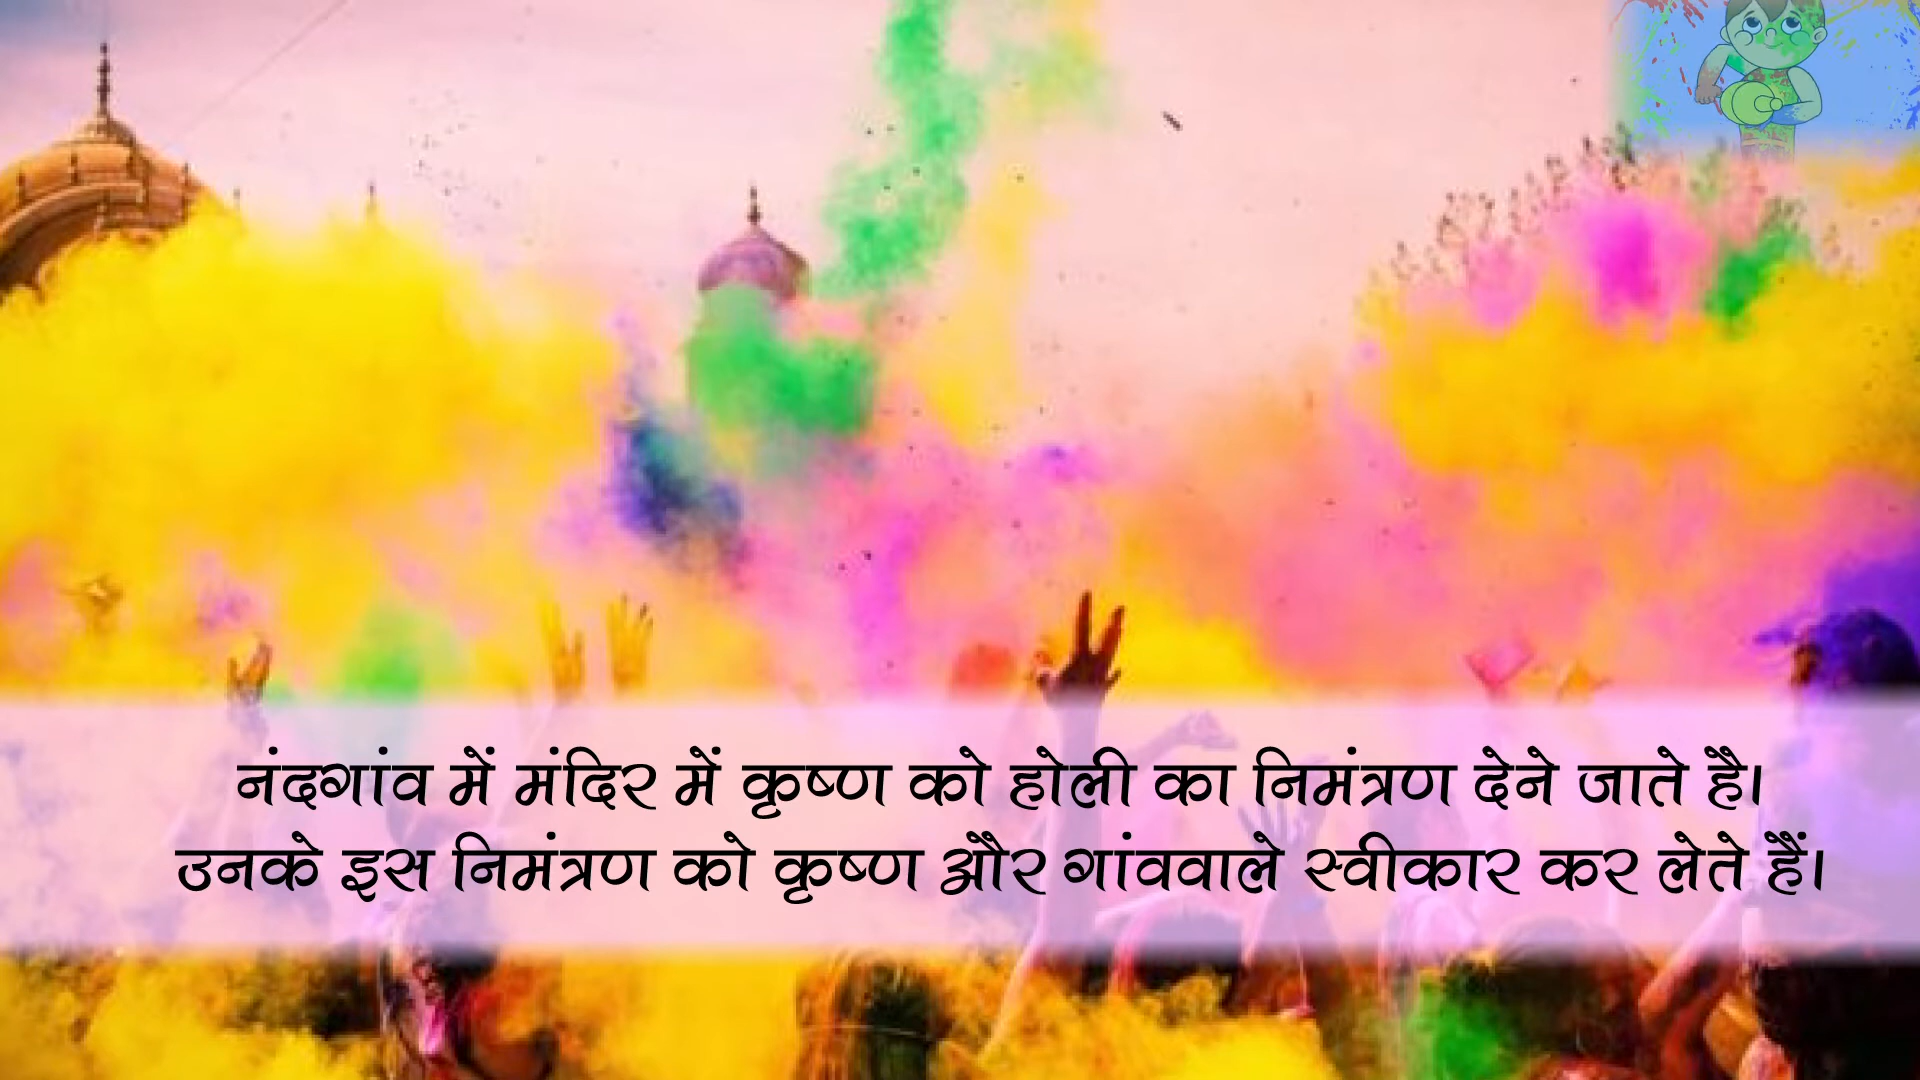 नंदगांव में मंदिर में कृष्ण को होली का निमंत्रण देने जाते है।
उनके इस निमंत्रण को कृष्ण और गांववाले स्वीकार कर लेते हैं।